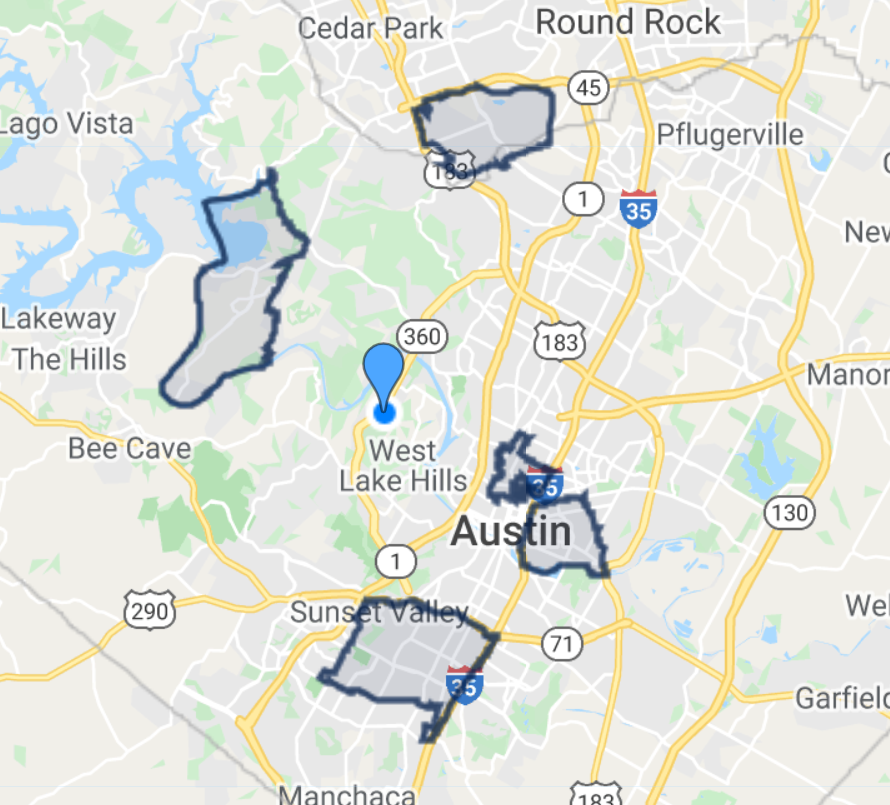 Cedar Park
Round Rock
45
Lago Vista
Pflugerville
183
1
35
New
Lakeway
The Hills
360
183
Manor
Bee Cave
West
Lake Hills
35
Austin
130
1
290
Sunset Valley
71
Wel
35
Garfield
Manchaca
183